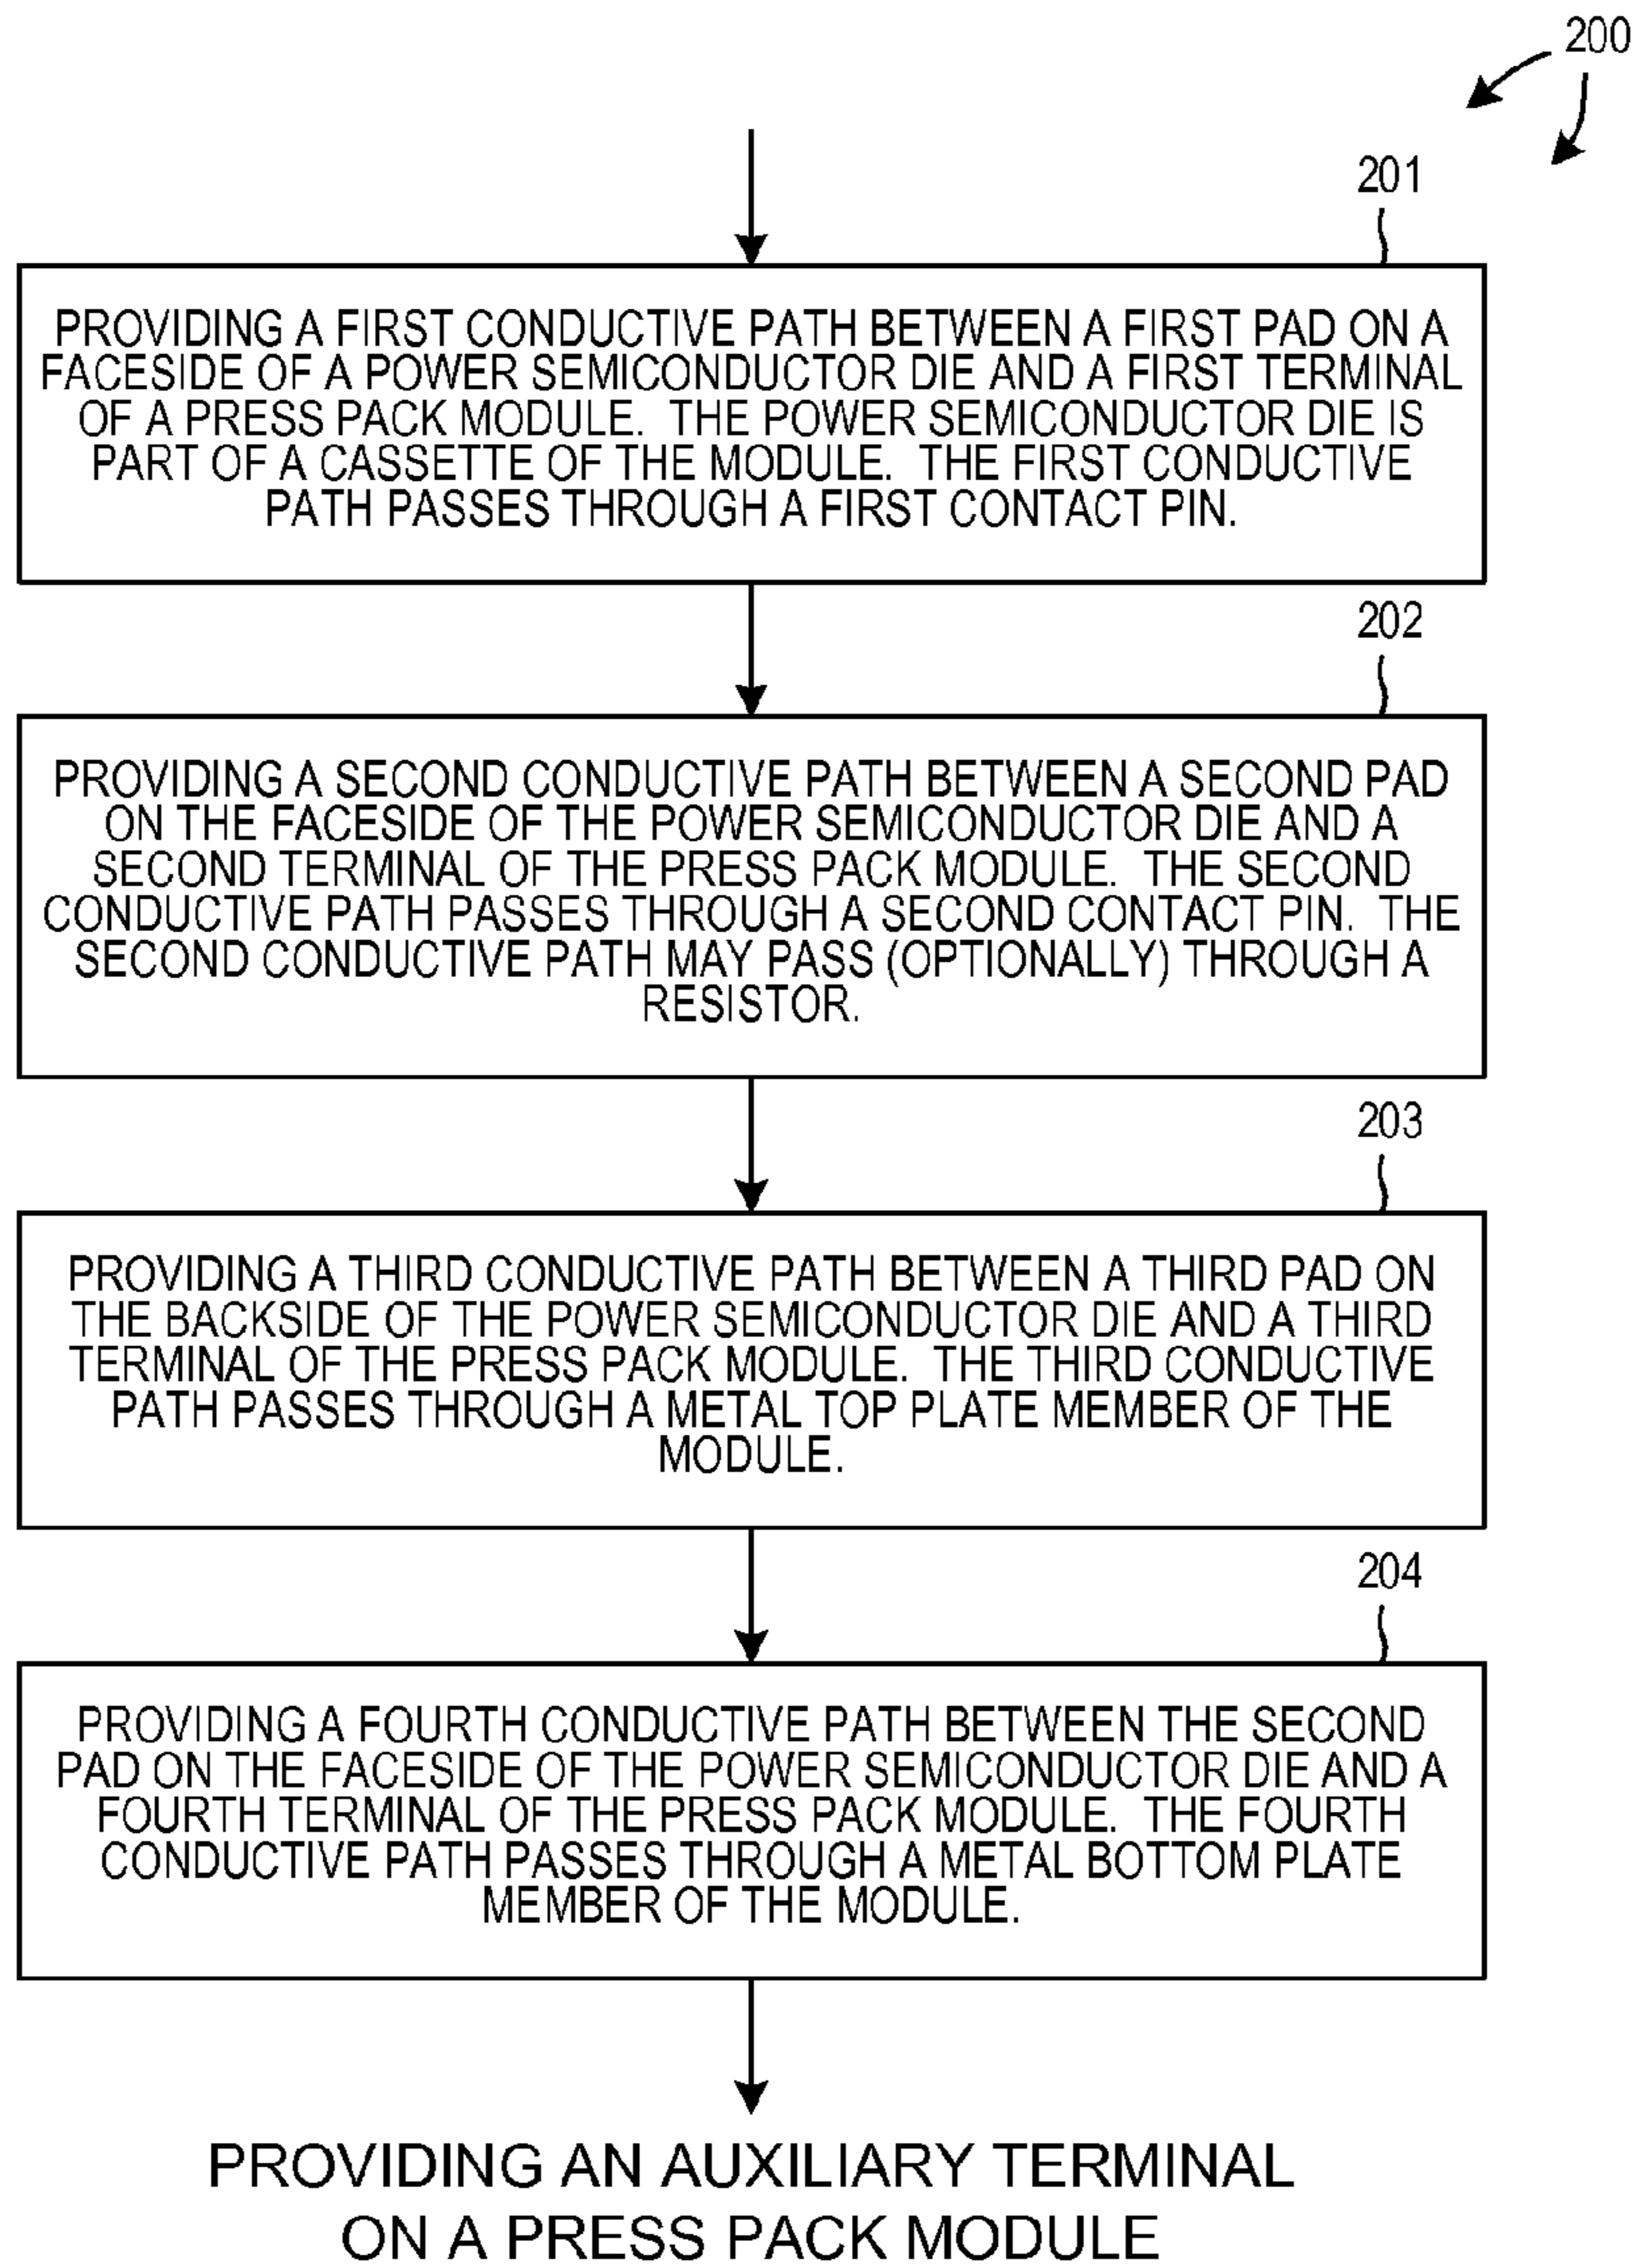 200
201
PROVIDING A FIRST CONDUCTIVE PATH BETWEEN A FIRST PAD ON A
FACESIDE OF A POWER SEMICONDUCTOR DIE AND A FIRST TERMINAL
OF A PRESS PACK MODULE. THE POWER SEMICONDUCTOR DIE IS
PART OF A CASSETTE OF THE MODULE. THE FIRST CONDUCTIVE
PATH PASSES THROUGH A FIRST CONTACT PIN.
202
PROVIDING A SECOND CONDUCTIVE PATH BETWEEN A SECOND PAD
ON THE FACESIDE OF THE POWER SEMICONDUCTOR DIE AND A
SECOND TERMINAL OF THE PRESS PACK MODULE. THE SECOND
CONDUCTIVE PATH PASSES THROUGH A SECOND CONTACT PIN. THE
SECOND CONDUCTIVE PATH MAY PASS (OPTIONALLY) THROUGH A
RESISTOR.
203
PROVIDING A THIRD CONDUCTIVE PATH BETWEEN A THIRD PAD ON
THE BACKSIDE OF THE POWER SEMICONDUCTOR DIE AND A THIRD
TERMINAL OF THE PRESS PACK MODULE. THE THIRD CONDUCTIVE
PATH PASSES THROUGH A METAL TOP PLATE MEMBER OF THE
MODULE.
204
PROVIDING A FOURTH CONDUCTIVE PATH BETWEEN THE SECOND
PAD ON THE FACESIDE OF THE POWER SEMICONDUCTOR DIE AND A
FOURTH TERMINAL OF THE PRESS PACK MODULE. THE FOURTH
CONDUCTIVE PATH PASSES THROUGH A METAL BOTTOM PLATE
MEMBER OF THE MODULE.
PROVIDING AN AUXILIARY TERMINAL
ON A PRESS PACK MODULE